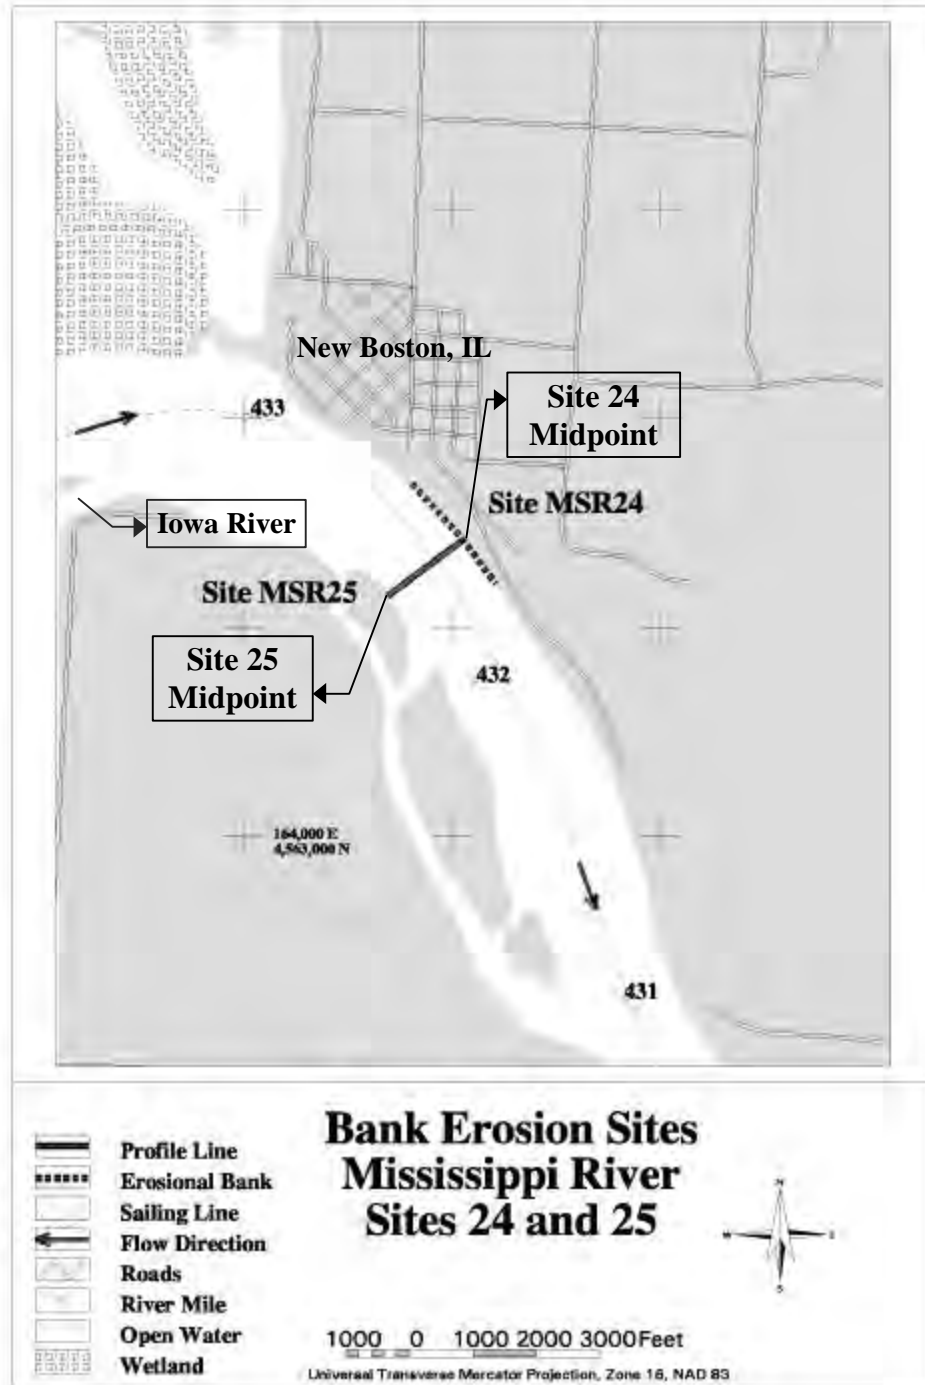 New Boston, IL
433
Site 24
Midpoint
Site MSR24
Iowa River
Site MSR25
Site 25
Midpoint
432
164,000 E
4,563,000 N
431
Profile Line
Erosional Bank
Sailing Line
Flow Direction
Roads
River Mile
Open Water
Wetland
Bank Erosion Sites
Mississippi River
Sites 24 and 25
N
W
E
S
1000 0 1000 2000 3000 Feet
Universal Transverse Mercator Projection, Zone 16, NAD 83